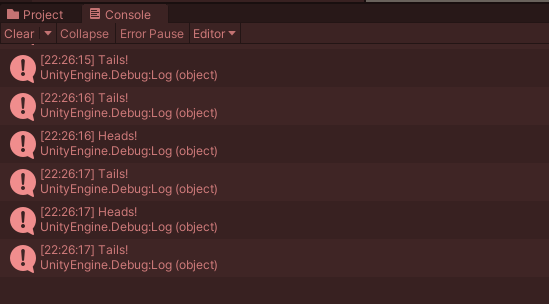 Project Console
Clear Collapse Error Pause Editor
[22:26:15] Tails!
UnityEngine.Debug:Log (object)
[22:26:16] Tails!
UnityEngine.Debug:Log (object)
[22:26:16] Heads!
UnityEngine.Debug:Log (object)
[22:26:17] Tails!
UnityEngine.Debug:Log (object)
[22:26:17] Heads!
UnityEngine.Debug:Log (object)
[22:26:17] Tails!
UnityEngine.Debug:Log (object)